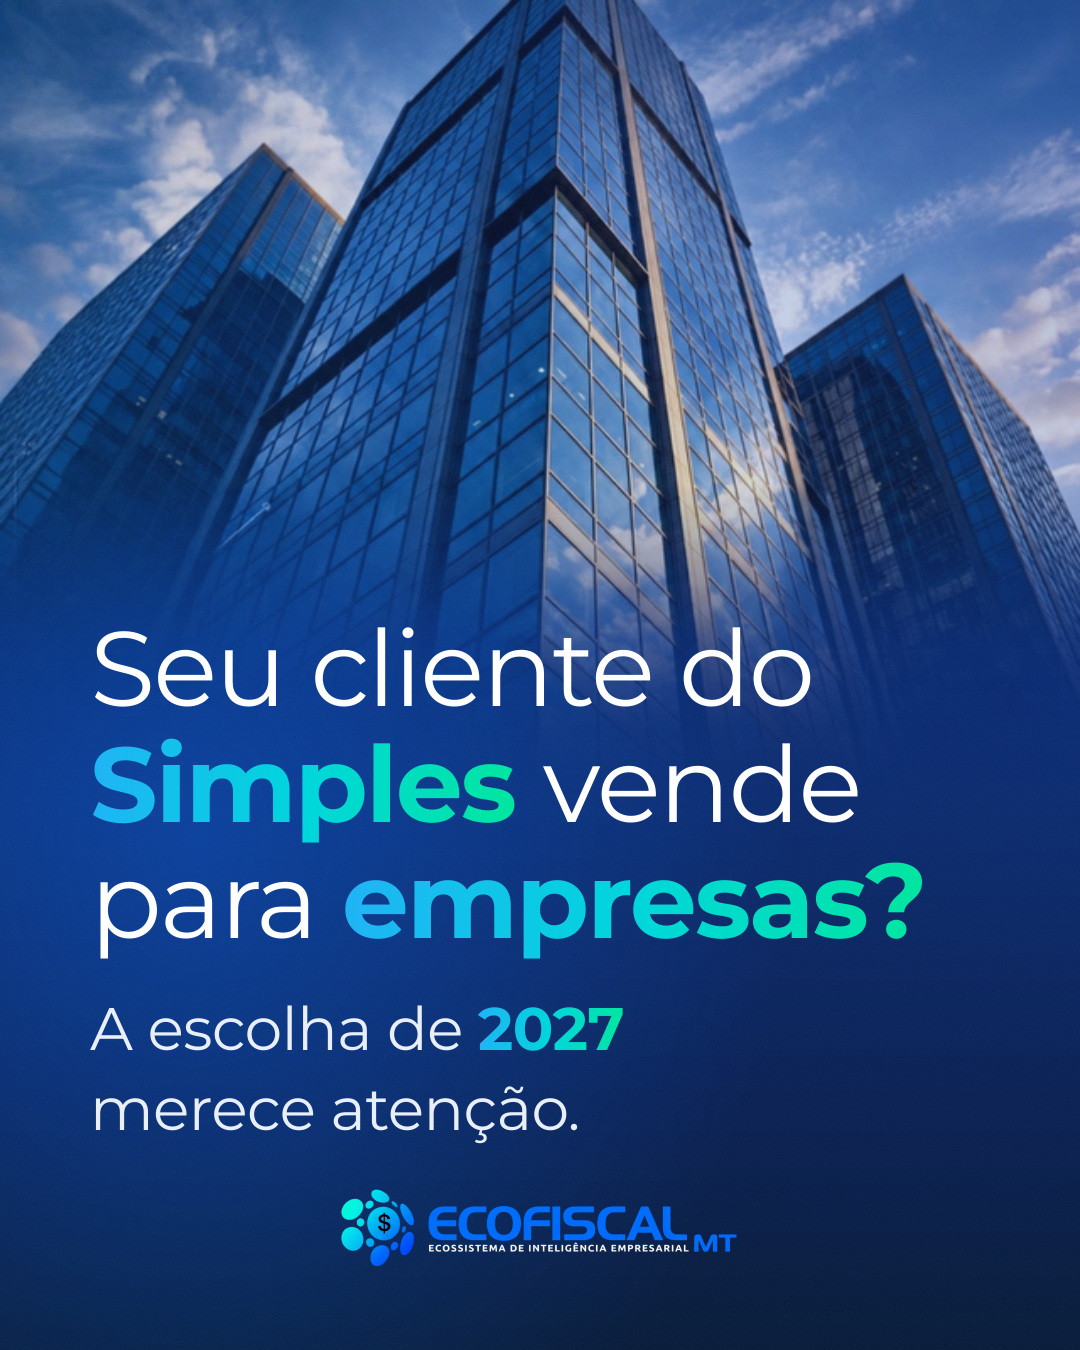 Seu cliente do
Simples vende
para empresas?
A escolha de 2027
merece atenção.
$
ECOFISCAL MT
ECOSSISTEMA DE INTELIGÊNCIA EMPRESARIAL